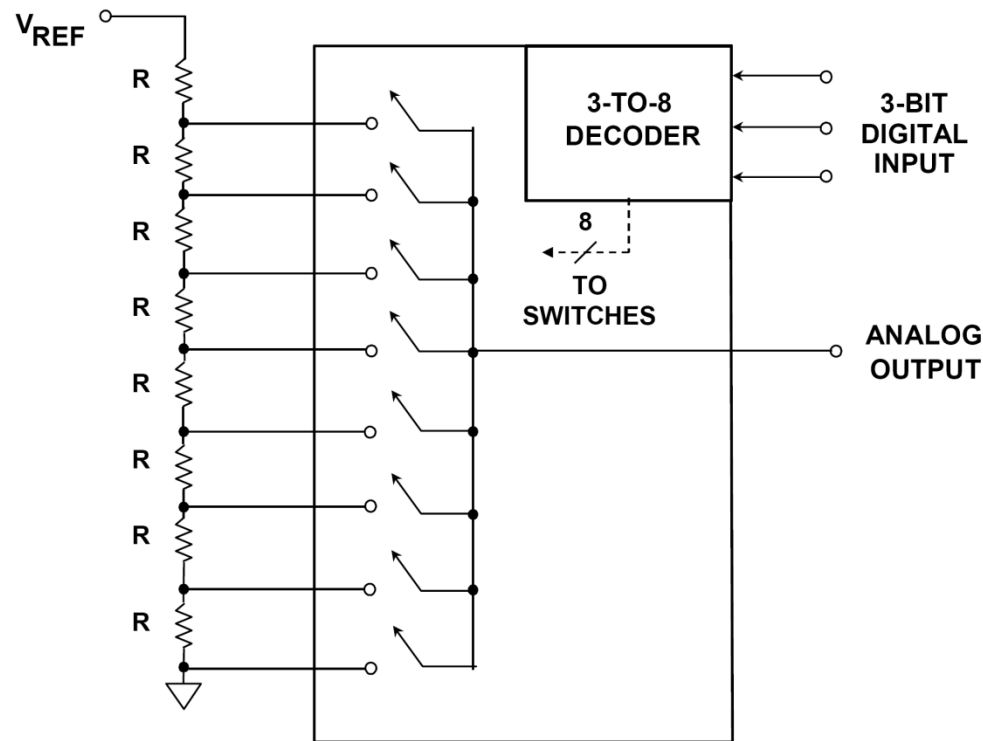 VREF
R
R
R
R
R
R
R
R
3-TO-8
DECODER
3-BIT
DIGITAL
INPUT
8
TO
SWITCHES
ANALOG
OUTPUT